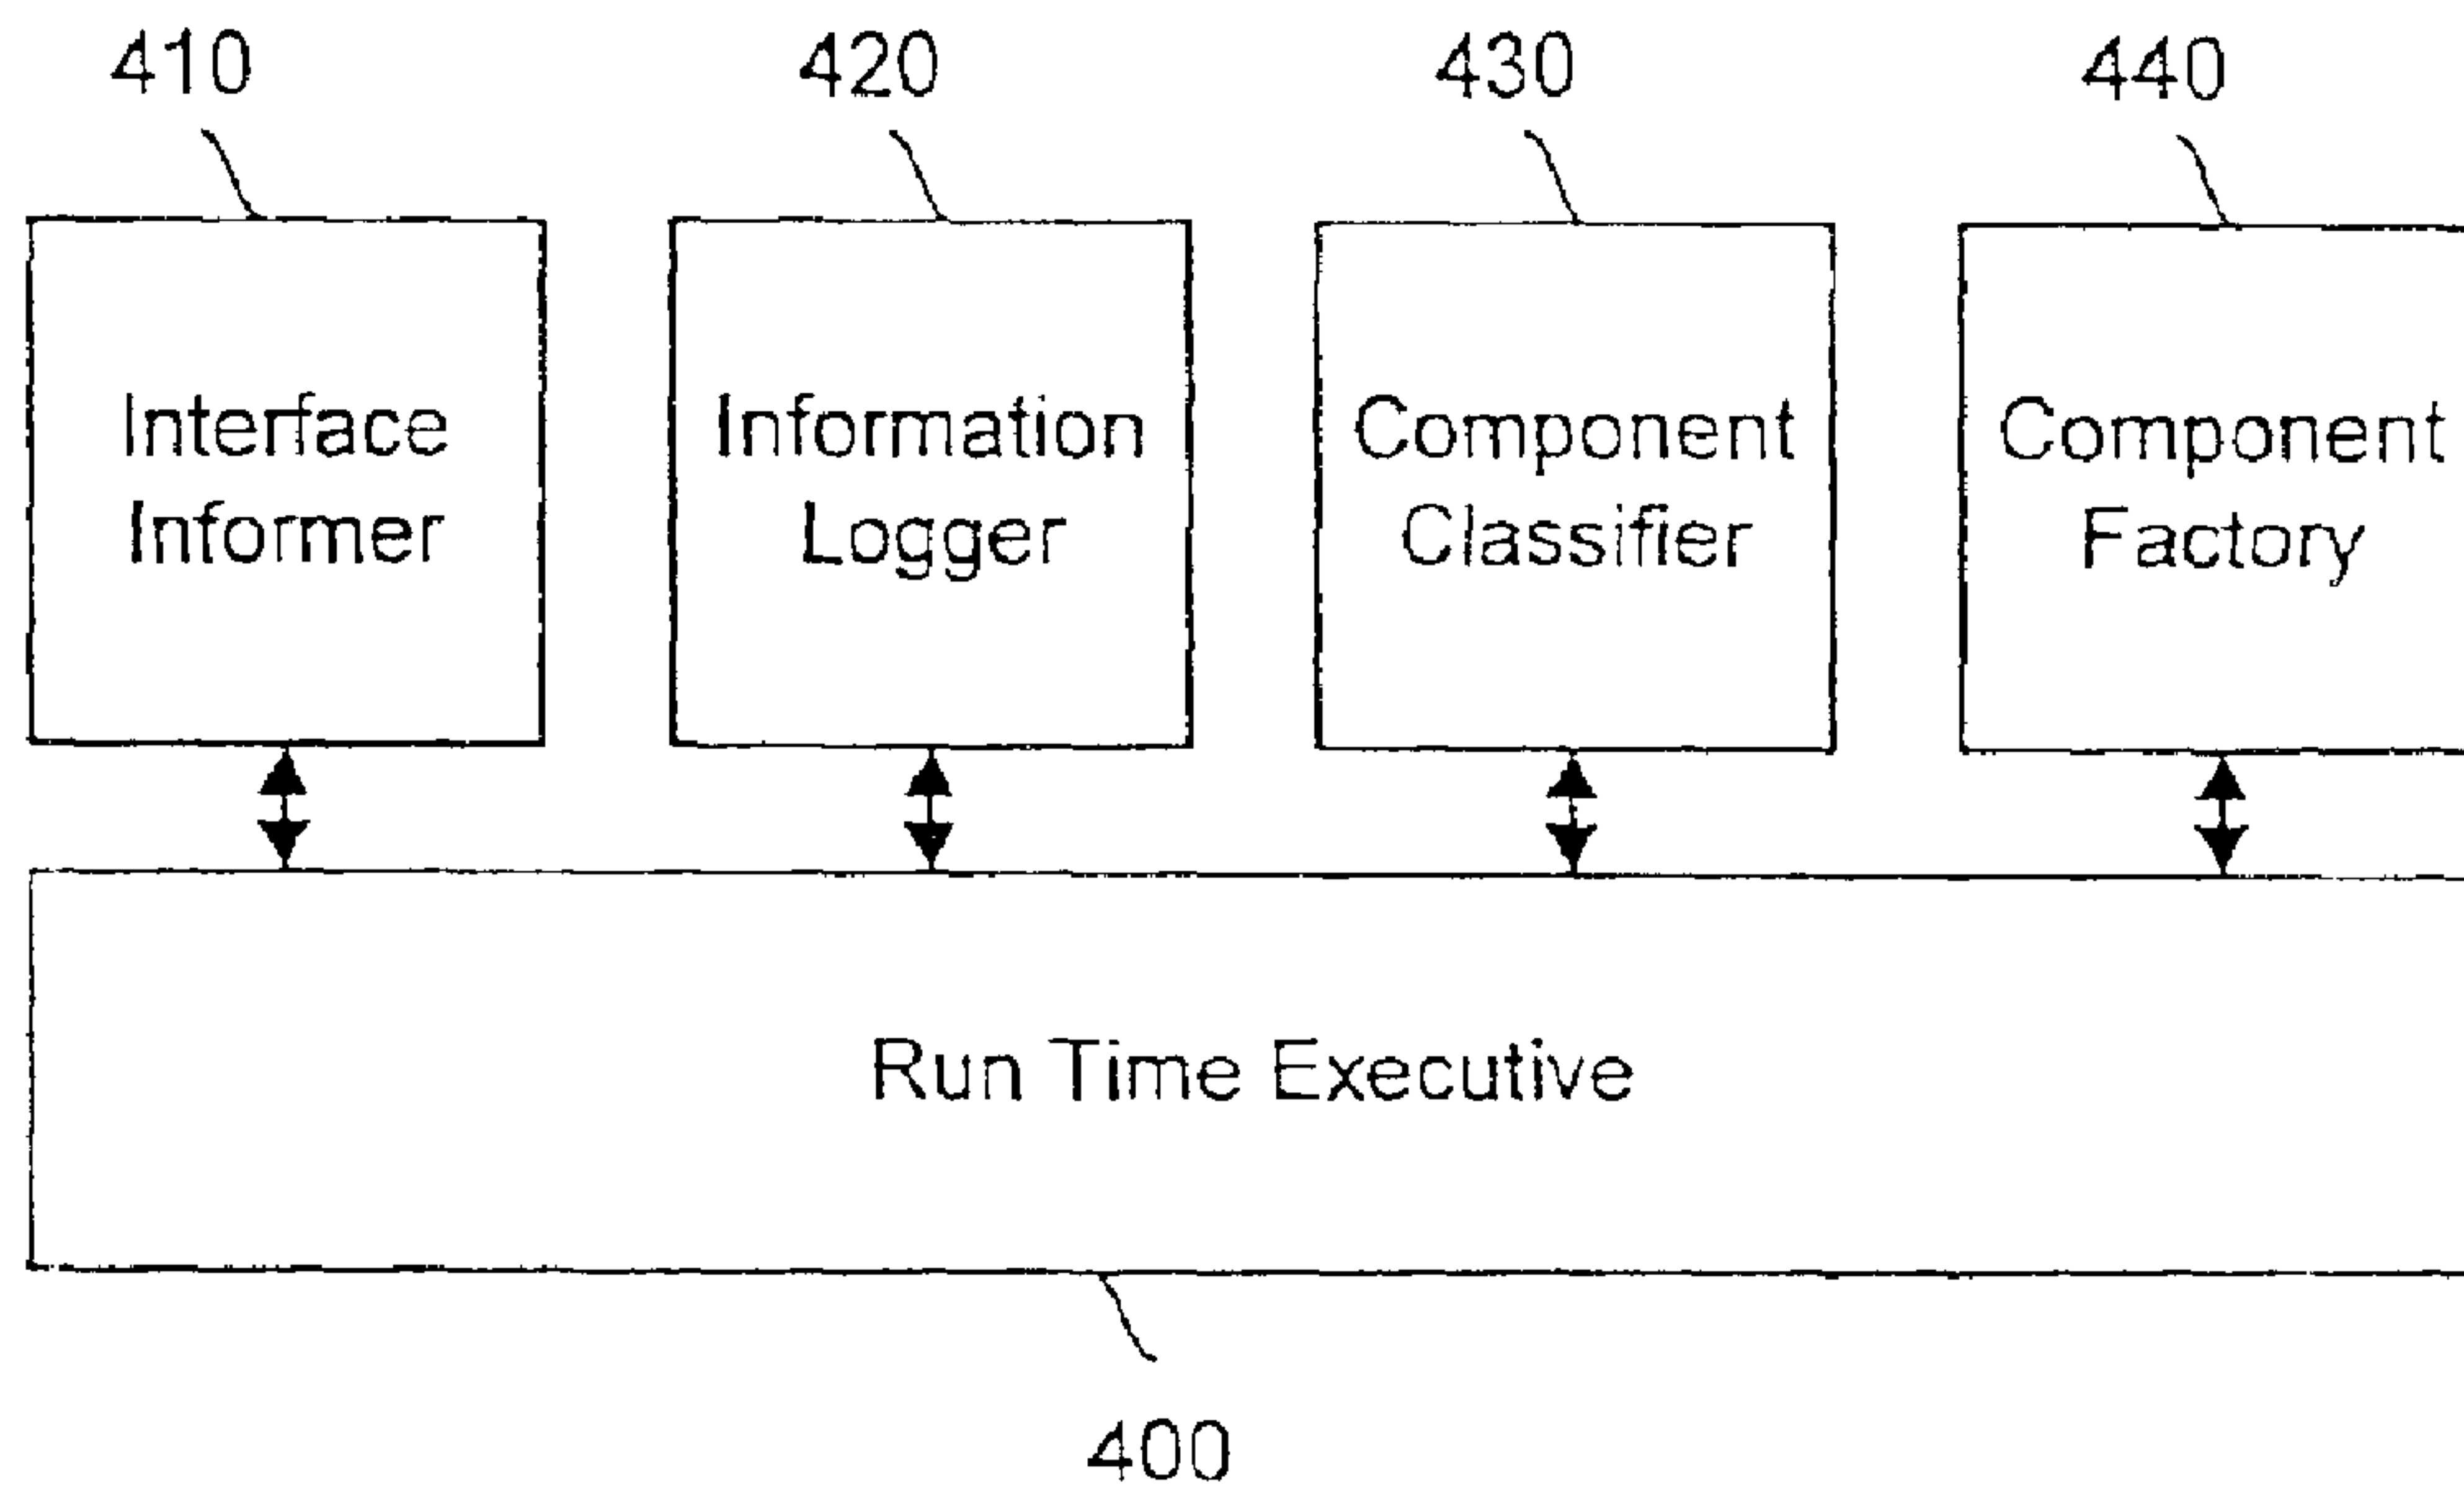 410
420
430
440
Interface
Informer
Information
Logger
Component
Classifier
Component
Factory
Run Time Executive
400